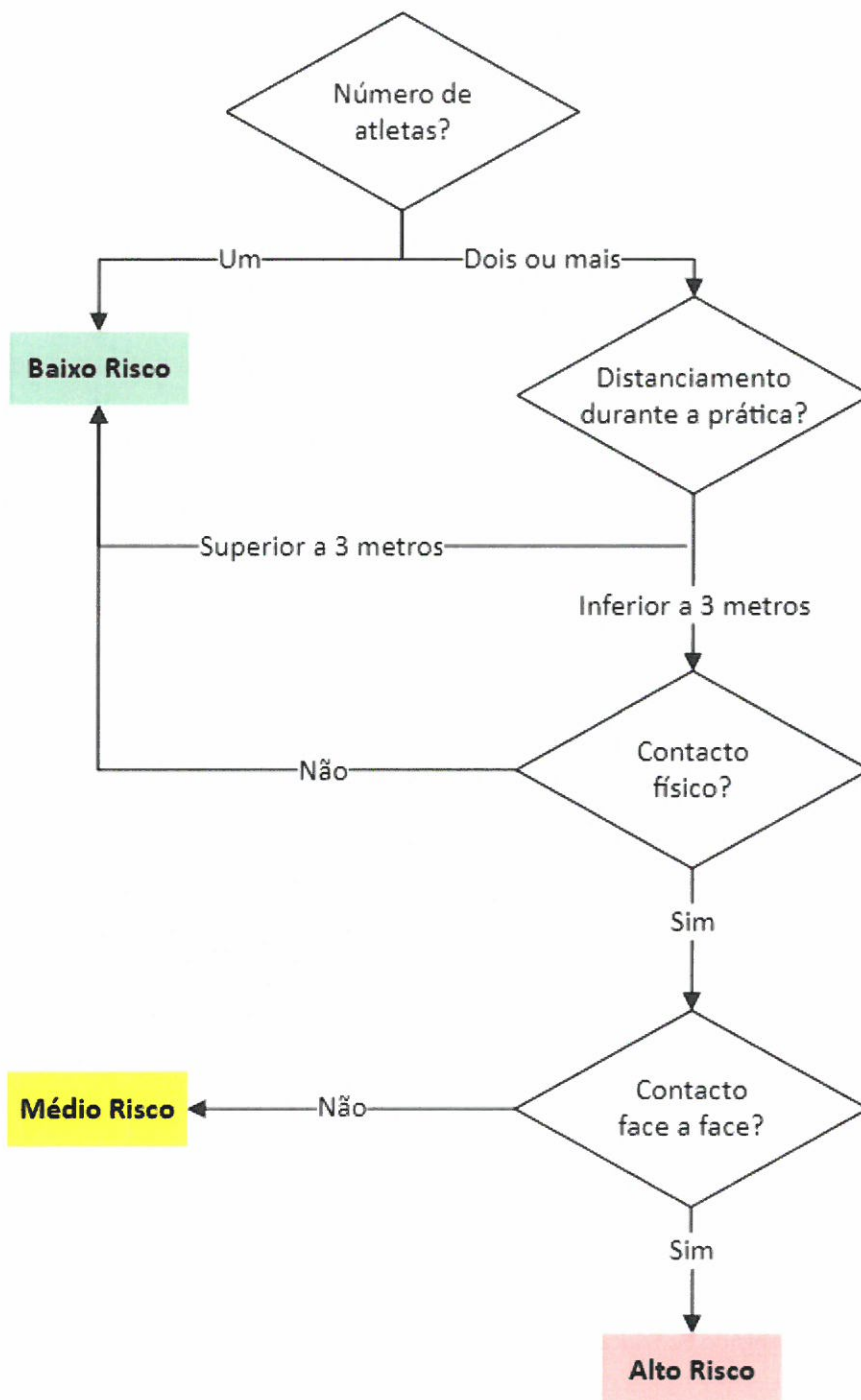 Número de
atletas?
Um
Dois ou mais
Baixo Risco
Distanciamento
durante a prática?
Superior a 3 metros
Inferior a 3 metros
Contacto
físico?
Não
Sim
Contacto
face a face?
Médio Risco
Não
Sim
Alto Risco